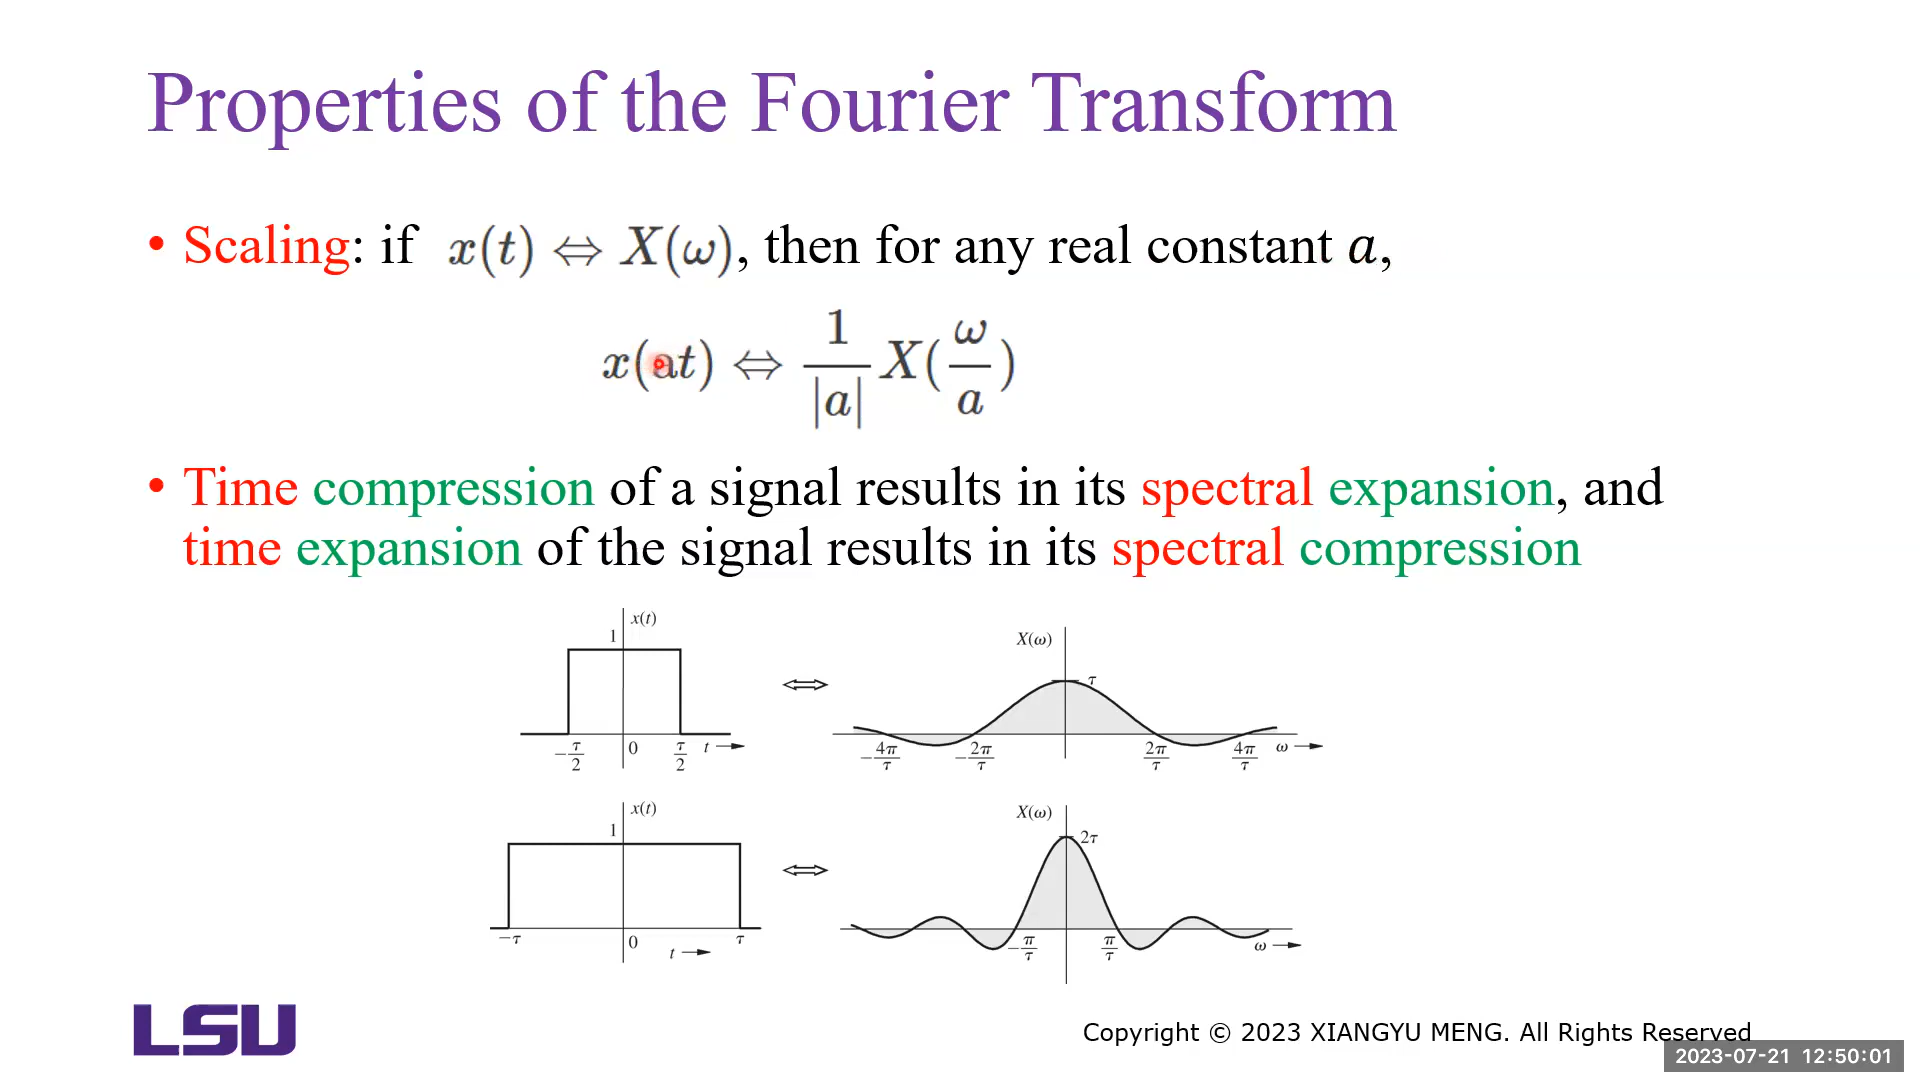 Properties of the Fourier Transform
• Scaling: if x(t) ⇔ X(ω), then for any real constant a,
x(at) ⇔ 1/|a| X(ω/a)
• Time compression of a signal results in its spectral expansion, and
time expansion of the signal results in its spectral compression
x(t)
1
−τ/2 0 τ/2 t →
⇔
X(ω)
τ
−4π/τ −2π/τ 2π/τ 4π/τ ω →
x(t)
1
−τ 0 τ t →
⇔
X(ω)
2τ
−π/τ π/τ ω →
LSU
Copyright © 2023 XIANGYU MENG. All Rights Reserved
2023-07-21 12:50:01